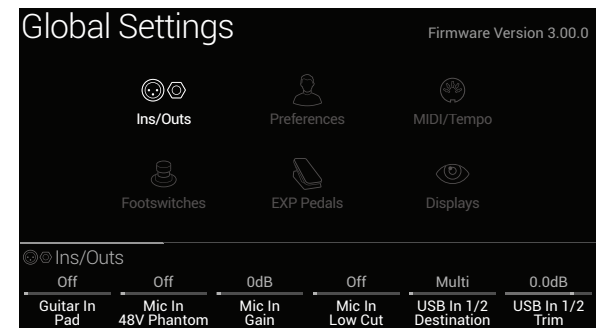 Global Settings
Firmware Version 3.00.0
Ins/Outs
Preferences
MIDI/Tempo
Footswitches
EXP Pedals
Displays
Ins/Outs
Off
Off
0dB
Off
Multi
0.0dB
Guitar In
Pad
Mic In
48V Phantom
Mic In
Gain
Mic In
Low Cut
USB In 1/2
Destination
USB In 1/2
Trim